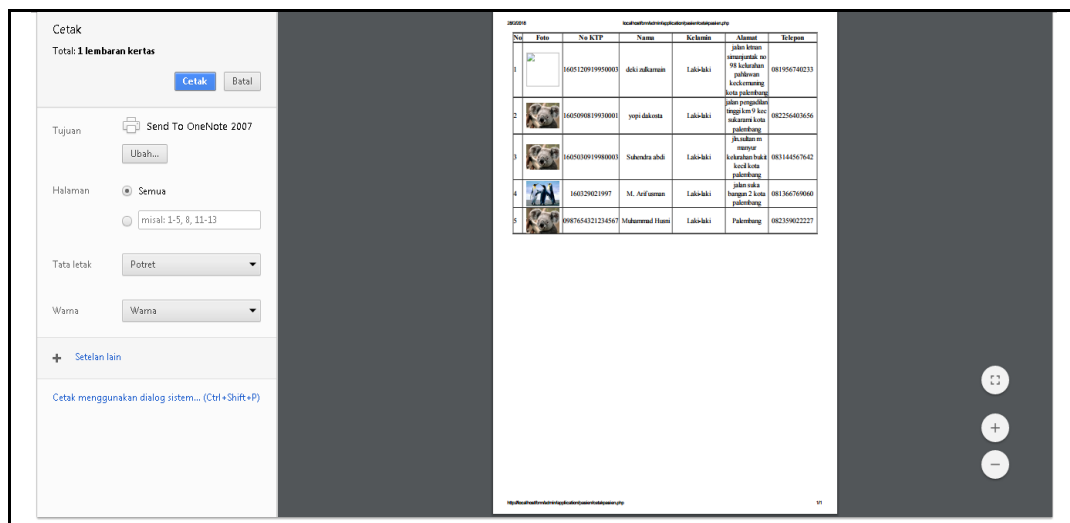 Cetak
Total: 1 lembaran kertas
Cetak Batal
Tujuan Send To OneNote 2007
Ubah...
Halaman Semua
misal: 1-5, 8, 11-13
Tata letak Potret
Warna Warna
+ Setelan lain
Cetak menggunakan dialog sistem... (Ctrl+Shift+P)
No Foto No KTP Nama Kelamin Alamat Telepon
jalan letnan
simanjuntak no
1 1605120919950003 deki zulkarnain Laki-laki 98 kelurahan 081956740233
pahlawan
keckemuning
kota palembang
jalan pengadilan
2 1605090819930001 yopi dakosta Laki-laki tinggi km 9 kec 082256403656
sukarami kota
palembang
jln.sultan m
manyur
3 1605030919980003 Suhendra abdi Laki-laki kelurahan bukit 083144567642
kecil kota
palembang
jalan suka
4 160329021997 M. Arif usman Laki-laki bangun 2 kota 081366769060
palembang
5 0987654321234567 Muhammad Husni Laki-laki Palembang 082359022227
1/1